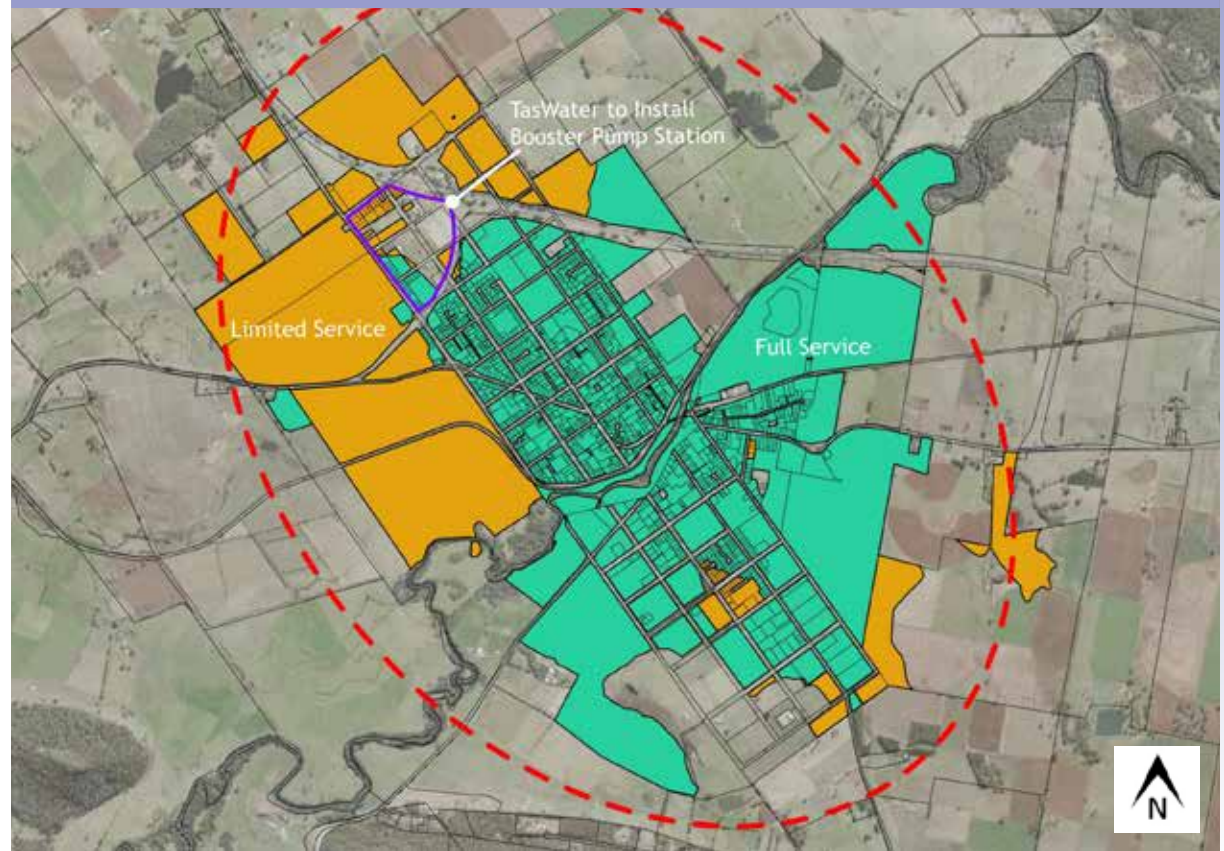 TasWater to Install
Booster Pump Station
Limited Service
Full Service
N